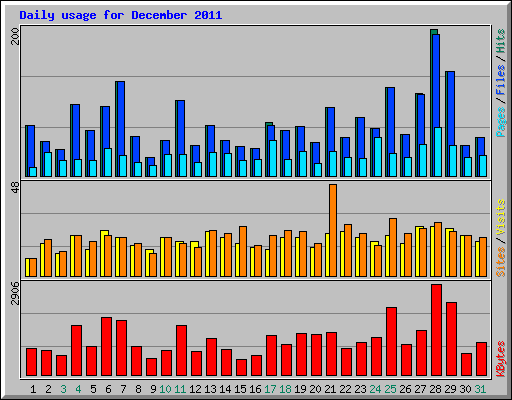 Daily usage for December 2011
200
Pages / Files / Hits
48
Sites / Visits
2906
KBytes
1 2 3 4 5 6 7 8 9 10 11 12 13 14 15 16 17 18 19 20 21 22 23 24 25 26 27 28 29 30 31